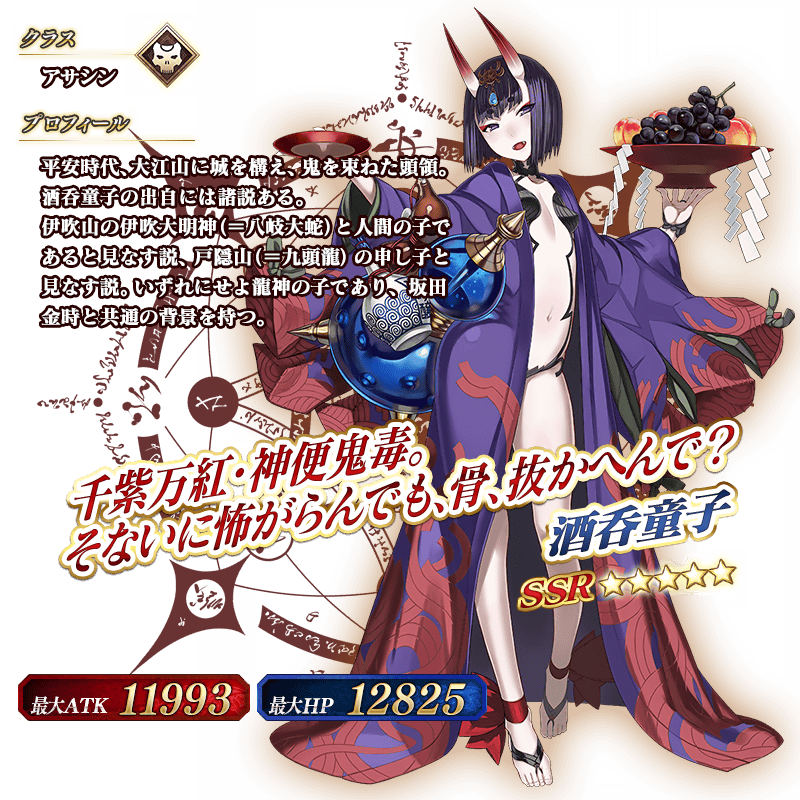 クラス
アサシン
プロフィール
平安時代、大江山に城を構え、鬼を束ねた頭領。
酒呑童子の出自には諸説ある。
伊吹山の伊吹大明神（＝八岐大蛇）と人間の子で
あると見なす説、戸隠山（＝九頭龍）の申し子と
見なす説。いずれにせよ龍神の子であり、坂田
金時と共通の背景を持つ。
千紫万紅・神便鬼毒。
そないに怖がらんでも、骨、抜かへんで？
酒呑童子
SSR
最大ATK 11993
最大HP 12825